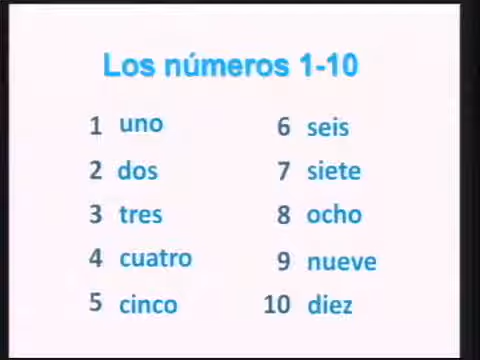 Los números 1-10
1 uno
2 dos
3 tres
4 cuatro
5 cinco
6 seis
7 siete
8 ocho
9 nueve
10 diez